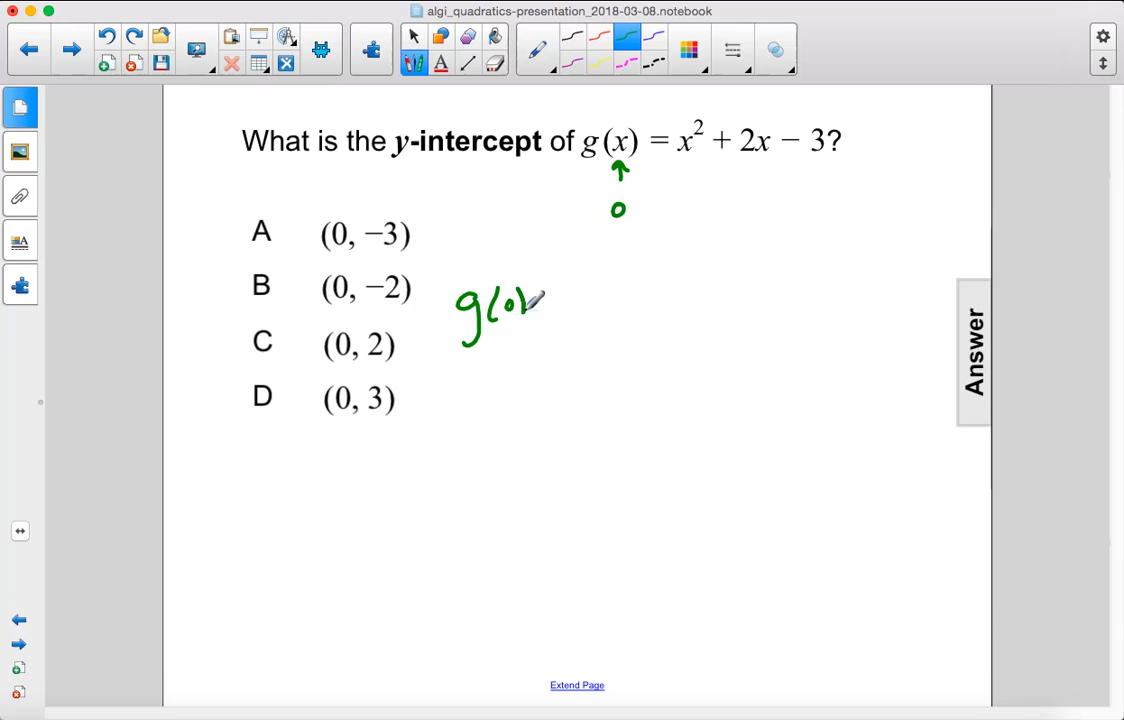 algi_quadratics-presentation_2018-03-08.notebook
What is the y-intercept of g(x) = x² + 2x − 3?
0
A (0, −3)
B (0, −2)
g(0)
C (0, 2)
D (0, 3)
Answer
Extend Page